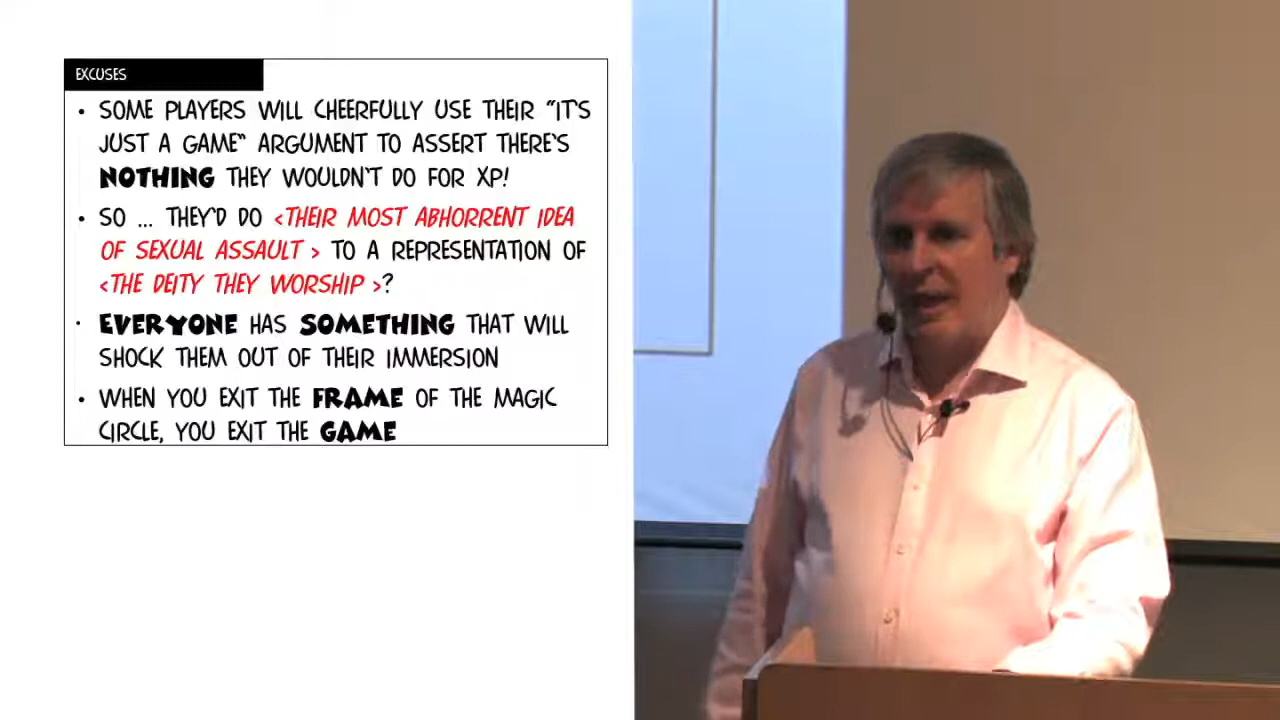 EXCUSES
• SOME PLAYERS WILL CHEERFULLY USE THEIR "IT'S
JUST A GAME" ARGUMENT TO ASSERT THERE'S
NOTHING THEY WOULDN'T DO FOR XP!
• SO ... THEY'D DO <THEIR MOST ABHORRENT IDEA
OF SEXUAL ASSAULT > TO A REPRESENTATION OF
<THE DEITY THEY WORSHIP >?
• EVERYONE HAS SOMETHING THAT WILL
SHOCK THEM OUT OF THEIR IMMERSION
• WHEN YOU EXIT THE FRAME OF THE MAGIC
CIRCLE, YOU EXIT THE GAME